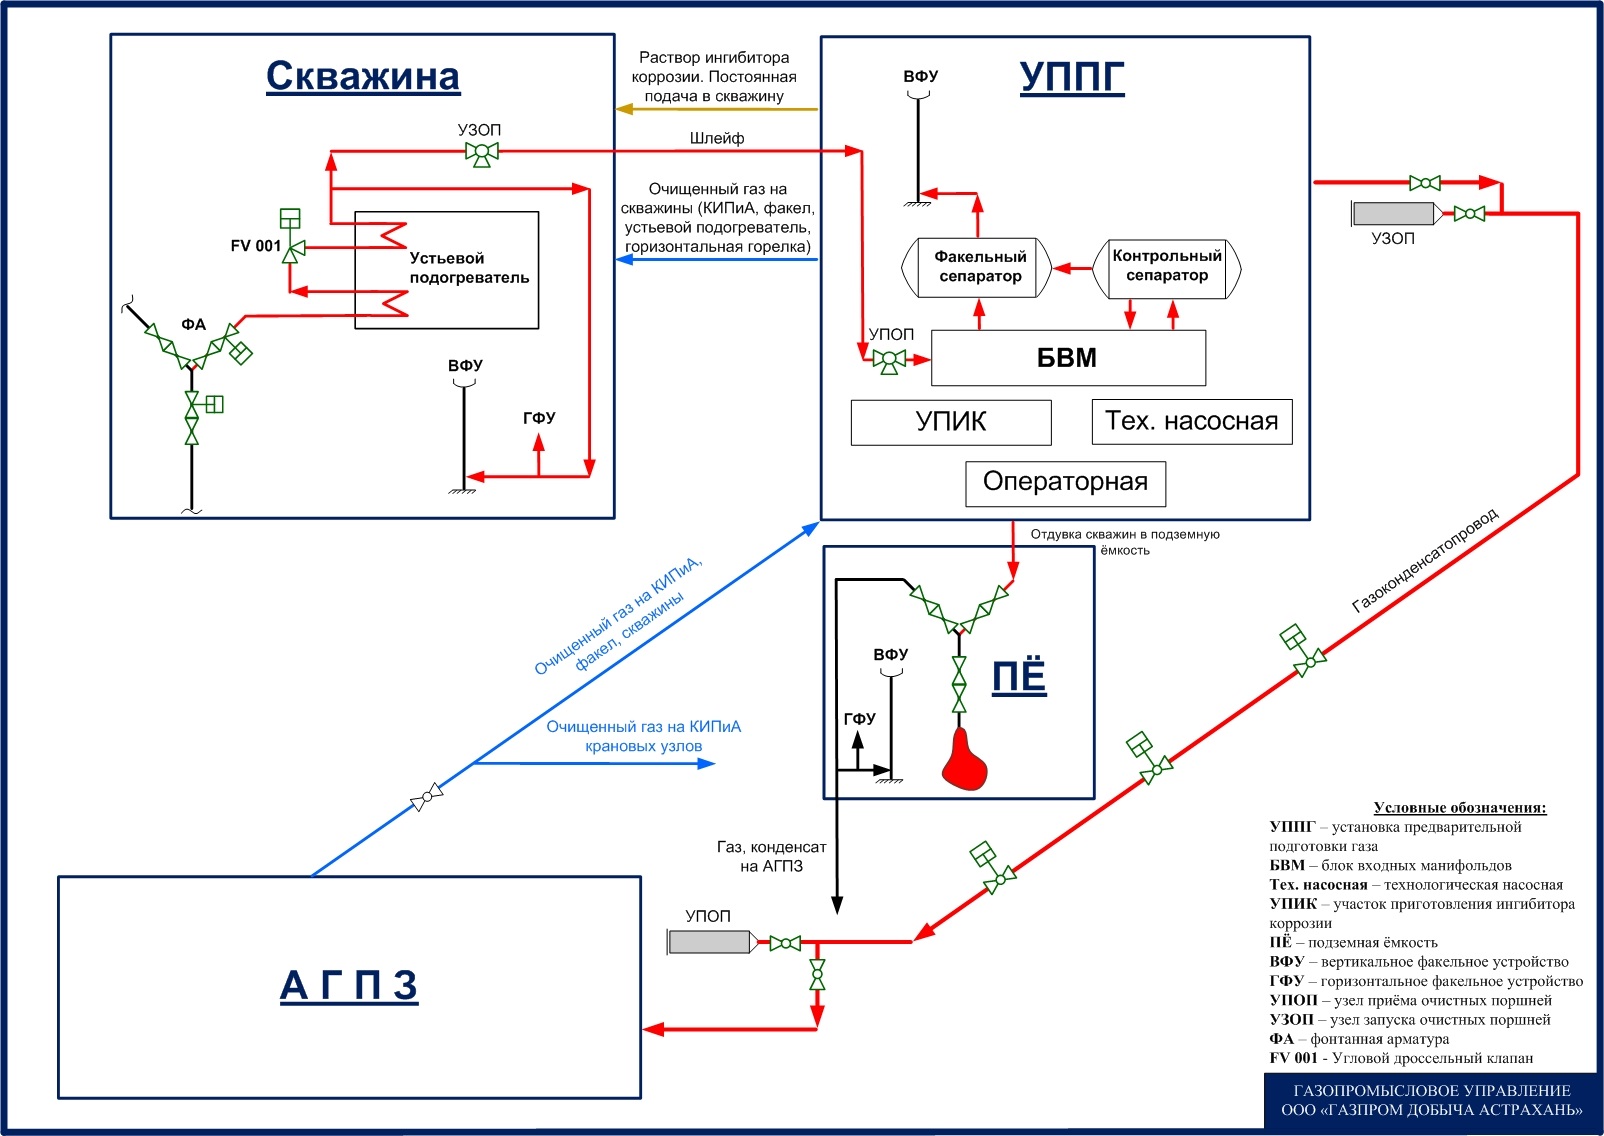 Скважина
УЗОП
FV 001
Устьевой
подогреватель
ФА
ВФУ
ГФУ
Раствор ингибитора
коррозии. Постоянная
подача в скважину
Шлейф
Очищенный газ на
скважины (КИПиА, факел,
устьевой подогреватель,
горизонтальная горелка)
УППГ
ВФУ
Факельный
сепаратор
Контрольный
сепаратор
УПОП
БВМ
УПИК
Тех. насосная
Операторная
УЗОП
Газоконденсатопровод
Отдувка скважин в подземную
ёмкость
ПЁ
ВФУ
ГФУ
Очищенный газ на КИПиА,
факел, скважины
Очищенный газ на КИПиА
крановых узлов
Газ, конденсат
на АГПЗ
УПОП
А Г П З
Условные обозначения:
УППГ – установка предварительной
подготовки газа
БВМ – блок входных манифольдов
Тех. насосная – технологическая насосная
УПИК – участок приготовления ингибитора
коррозии
ПЁ – подземная ёмкость
ВФУ – вертикальное факельное устройство
ГФУ – горизонтальное факельное устройство
УПОП – узел приёма очистных поршней
УЗОП – узел запуска очистных поршней
ФА – фонтанная арматура
FV 001 - Угловой дроссельный клапан
ГАЗОПРОМЫСЛОВОЕ УПРАВЛЕНИЕ
ООО «ГАЗПРОМ ДОБЫЧА АСТРАХАНЬ»